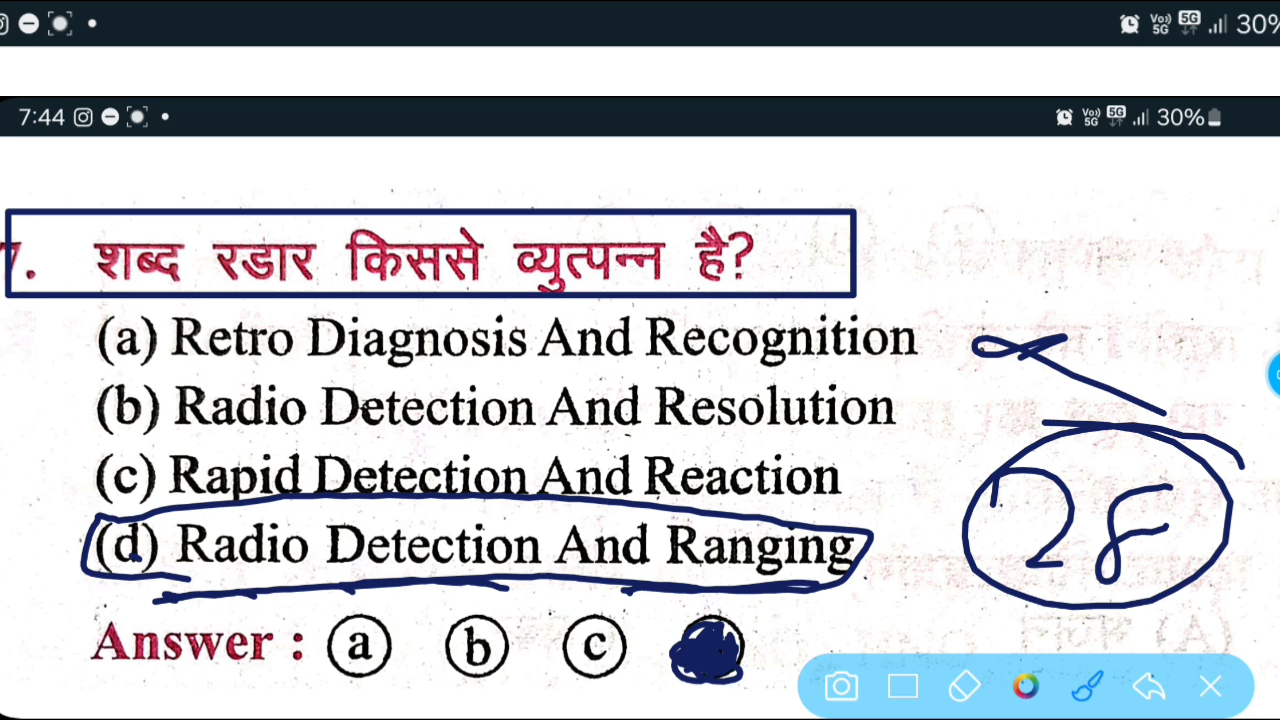 30%
7:44 30%
7. शब्द रडार किससे व्युत्पन्न है?
(a) Retro Diagnosis And Recognition
(b) Radio Detection And Resolution
(c) Rapid Detection And Reaction
(d) Radio Detection And Ranging
28
Answer : a b c